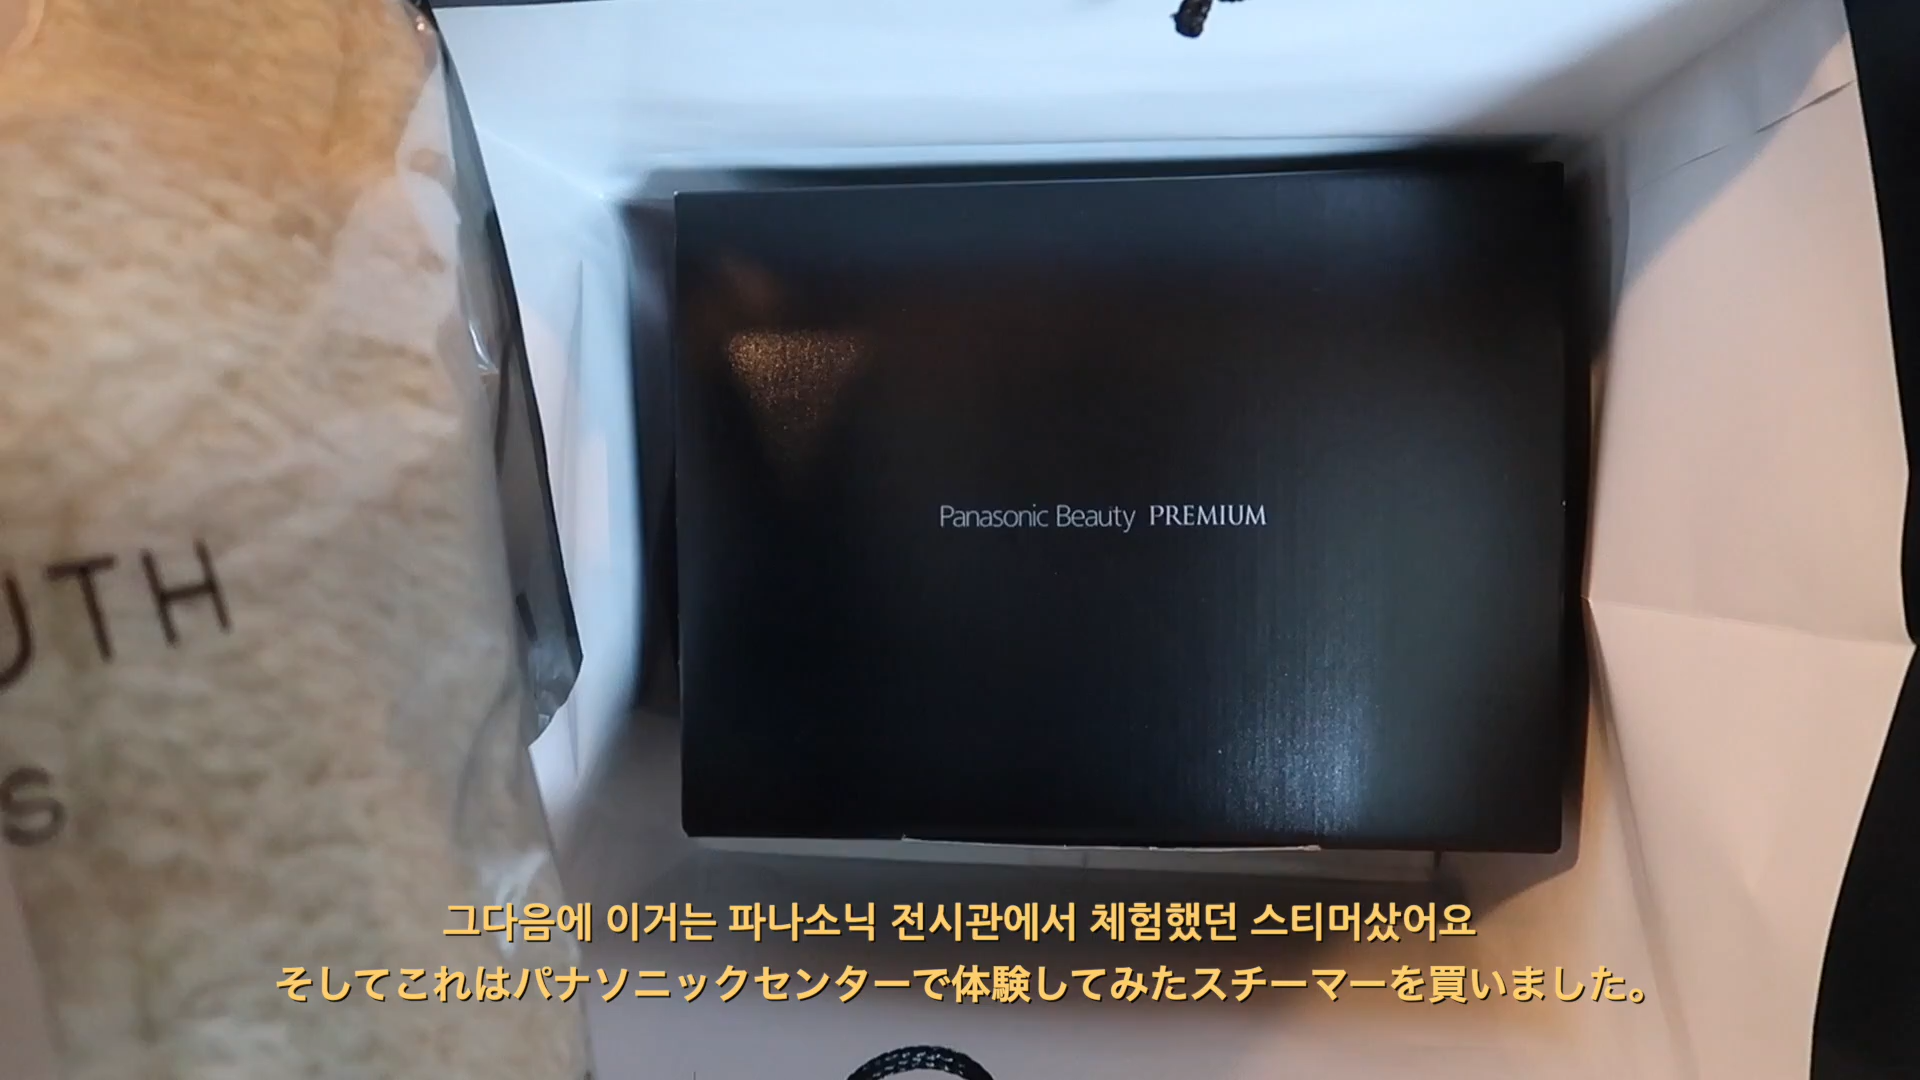 UTH
s
Panasonic Beauty PREMIUM
그다음에 이거는 파나소닉 전시관에서 체험했던 스티머샀어요
そしてこれはパナソニックセンターで体験してみたスチーマーを買いました。